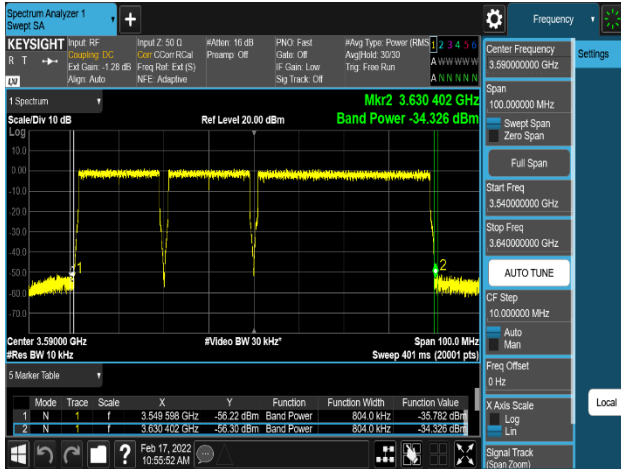 Spectrum Analyzer 1
Swept SA
Frequency
KEYSIGHT
R T
Input: RF
Coupling: DC
Ext Gain: -1.28 dB
Align: Auto
Input Z: 50 Ω
Corr CCorr RCal
Freq Ref: Ext (S)
NFE: Adaptive
#Atten: 16 dB
Preamp: Off
PNO: Fast
Gate: Off
IF Gain: Low
Sig Track: Off
#Avg Type: Power (RMS
Avg|Hold: 30/30
Trig: Free Run
1 2 3 4 5 6
A W W W W W
A N N N N N
LXI
1 Spectrum
Scale/Div 10 dB
Log
Ref Level 20.00 dBm
Mkr2 3.630 402 GHz
Band Power -34.326 dBm
10.0
0.00
-10.0
-20.0
-30.0
-40.0
-50.0
-60.0
-70.0
1
2
Center 3.59000 GHz
#Res BW 10 kHz
#Video BW 30 kHz*
Span 100.0 MHz
Sweep 401 ms (20001 pts)
5 Marker Table
Mode Trace Scale X Y Function Function Width Function Value
1 N 1 f 3.549 598 GHz -56.22 dBm Band Power 804.0 kHz -35.782 dBm
2 N 1 f 3.630 402 GHz -56.30 dBm Band Power 804.0 kHz -34.326 dBm
?
Feb 17, 2022
10:55:52 AM
Center Frequency
3.590000000 GHz
Settings
Span
100.000000 MHz
Swept Span
Zero Span
Full Span
Start Freq
3.540000000 GHz
Stop Freq
3.640000000 GHz
AUTO TUNE
CF Step
10.000000 MHz
Auto
Man
Freq Offset
0 Hz
X Axis Scale
Log
Lin
Local
Signal Track
(Span Zoom)